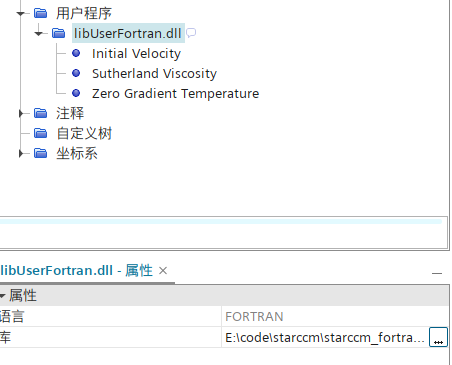 用户程序
libUserFortran.dll
Initial Velocity
Sutherland Viscosity
Zero Gradient Temperature
注释
自定义树
坐标系
libUserFortran.dll - 属性 ×
属性
语言 FORTRAN
库 E:\code\starccm\starccm_fortra... ...